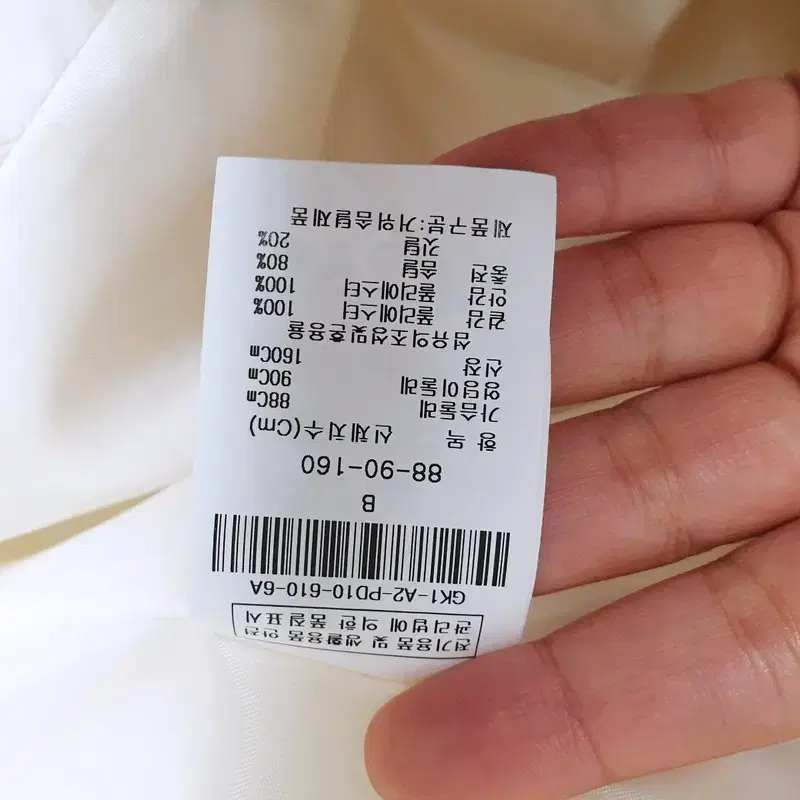 전기용품 및 생활용품 안전
관리법에 의한 품질표시
GK1-A2-PD10-610-6A
B
88-90-160
항 목 신체치수(Cm)
가슴둘레 88Cm
엉덩이둘레 90Cm
신장 160Cm
섬유의조성및혼용율
겉감 폴리에스터 100%
안감 폴리에스터 100%
충전 솜털 80%
깃털 20%
제품구분:거위솜털제품